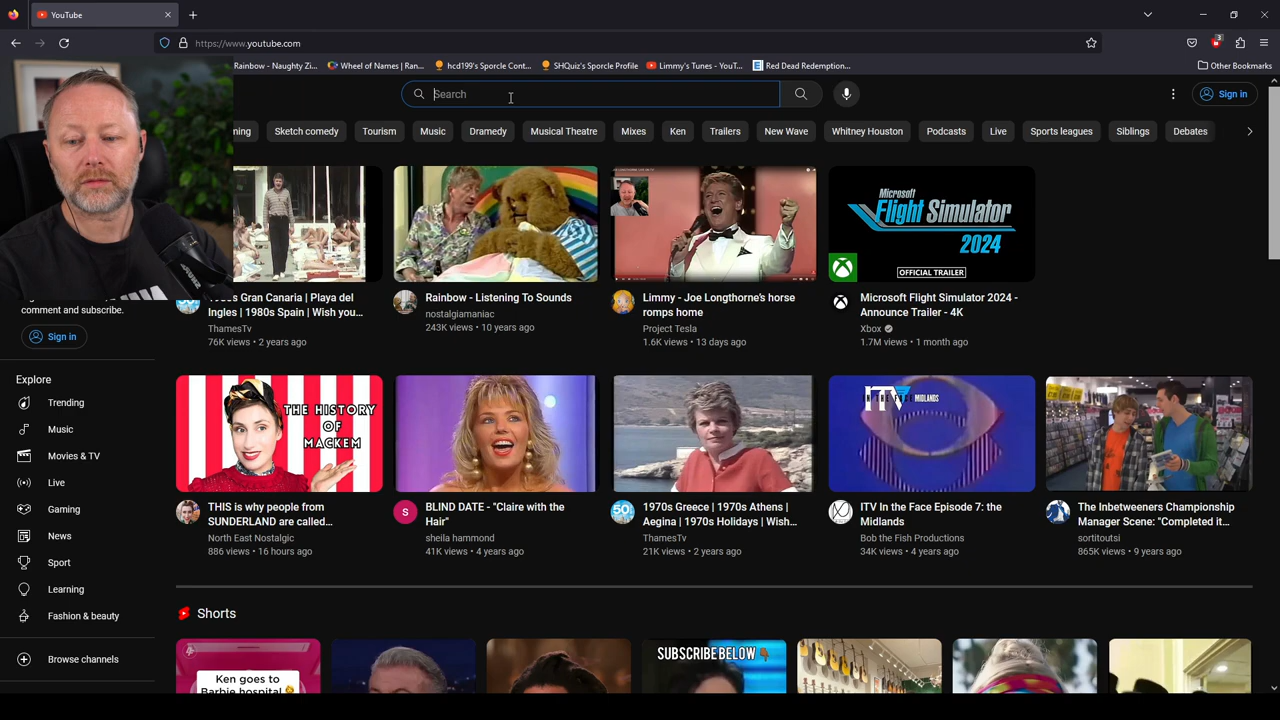 YouTube
https://www.youtube.com
3
Rainbow - Naughty Zi...
Wheel of Names | Ran...
hcd199's Sporcle Cont...
SHQuiz's Sporcle Profile
Limmy's Tunes - YouT...
Red Dead Redemption...
Other Bookmarks
Search
Sign in
ning
Sketch comedy
Tourism
Music
Dramedy
Musical Theatre
Mixes
Ken
Trailers
New Wave
Whitney Houston
Podcasts
Live
Sports leagues
Siblings
Debates
Microsoft
Flight Simulator
2024
OFFICIAL TRAILER
Gran Canaria | Playa del
Ingles | 1980s Spain | Wish you...
ThamesTv
76K views • 2 years ago
Rainbow - Listening To Sounds
nostalgiamaniac
243K views • 10 years ago
Limmy - Joe Longthorne's horse
romps home
Project Tesla
1.6K views • 13 days ago
Microsoft Flight Simulator 2024 -
Announce Trailer - 4K
Xbox
1.7M views • 1 month ago
comment and subscribe.
Sign in
Explore
Trending
Music
Movies & TV
Live
Gaming
News
Sport
Learning
Fashion & beauty
Browse channels
THE HISTORY
OF
MACKEM
ITV
IN THE FACE MIDLANDS
THIS is why people from
SUNDERLAND are called...
North East Nostalgic
886 views • 16 hours ago
BLIND DATE - "Claire with the
Hair"
sheila hammond
41K views • 4 years ago
1970s Greece | 1970s Athens |
Aegina | 1970s Holidays | Wish...
ThamesTv
21K views • 2 years ago
ITV In the Face Episode 7: the
Midlands
Bob the Fish Productions
34K views • 4 years ago
The Inbetweeners Championship
Manager Scene: "Completed it...
sortitoutsi
865K views • 9 years ago
Shorts
Ken goes to
Barbie hospital
SUBSCRIBE BELOW